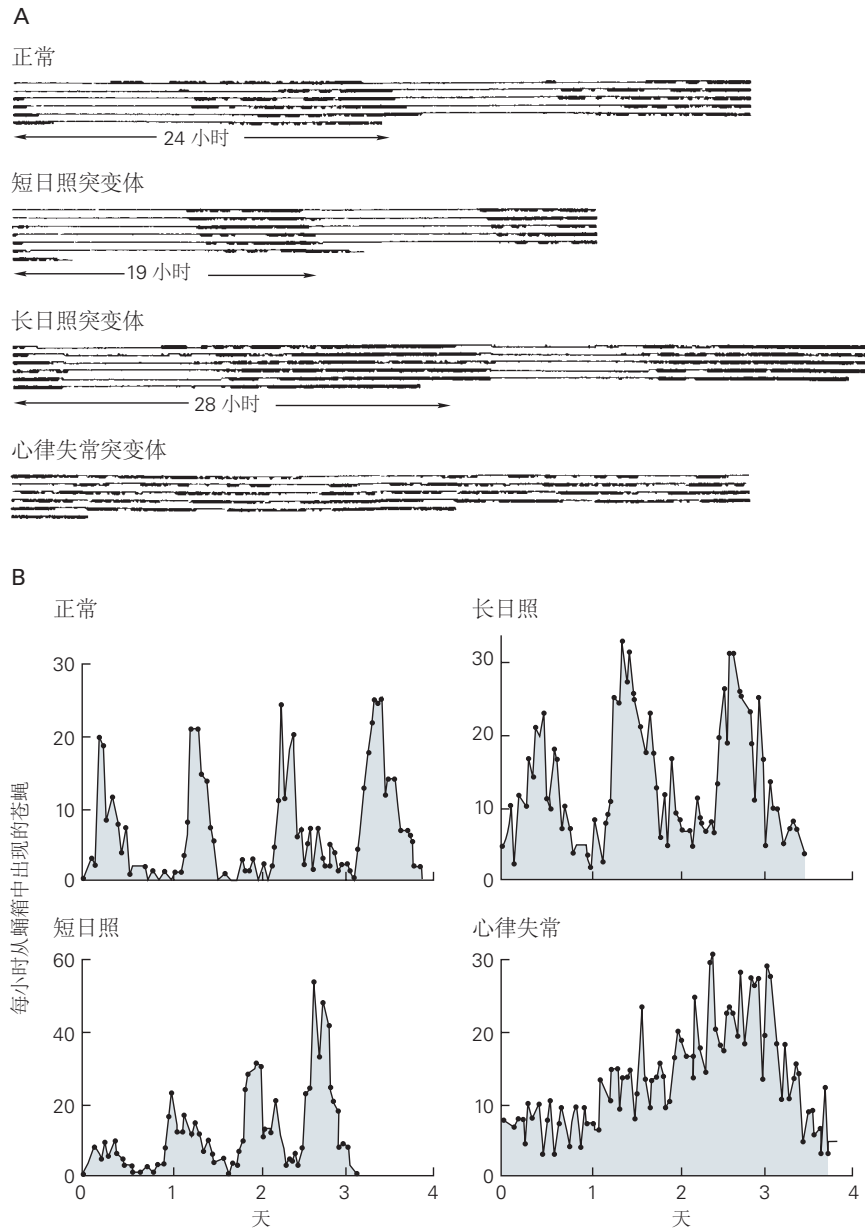 A
正常
24 小时
短日照突变体
19 小时
长日照突变体
28 小时
心律失常突变体
B
正常
长日照
30
20
10
0
30
20
10
0
每小时从蛹箱中出现的苍蝇
短日照
心律失常
60
40
20
0
0 1 2 3 4
天
30
20
10
0
0 1 2 3 4
天